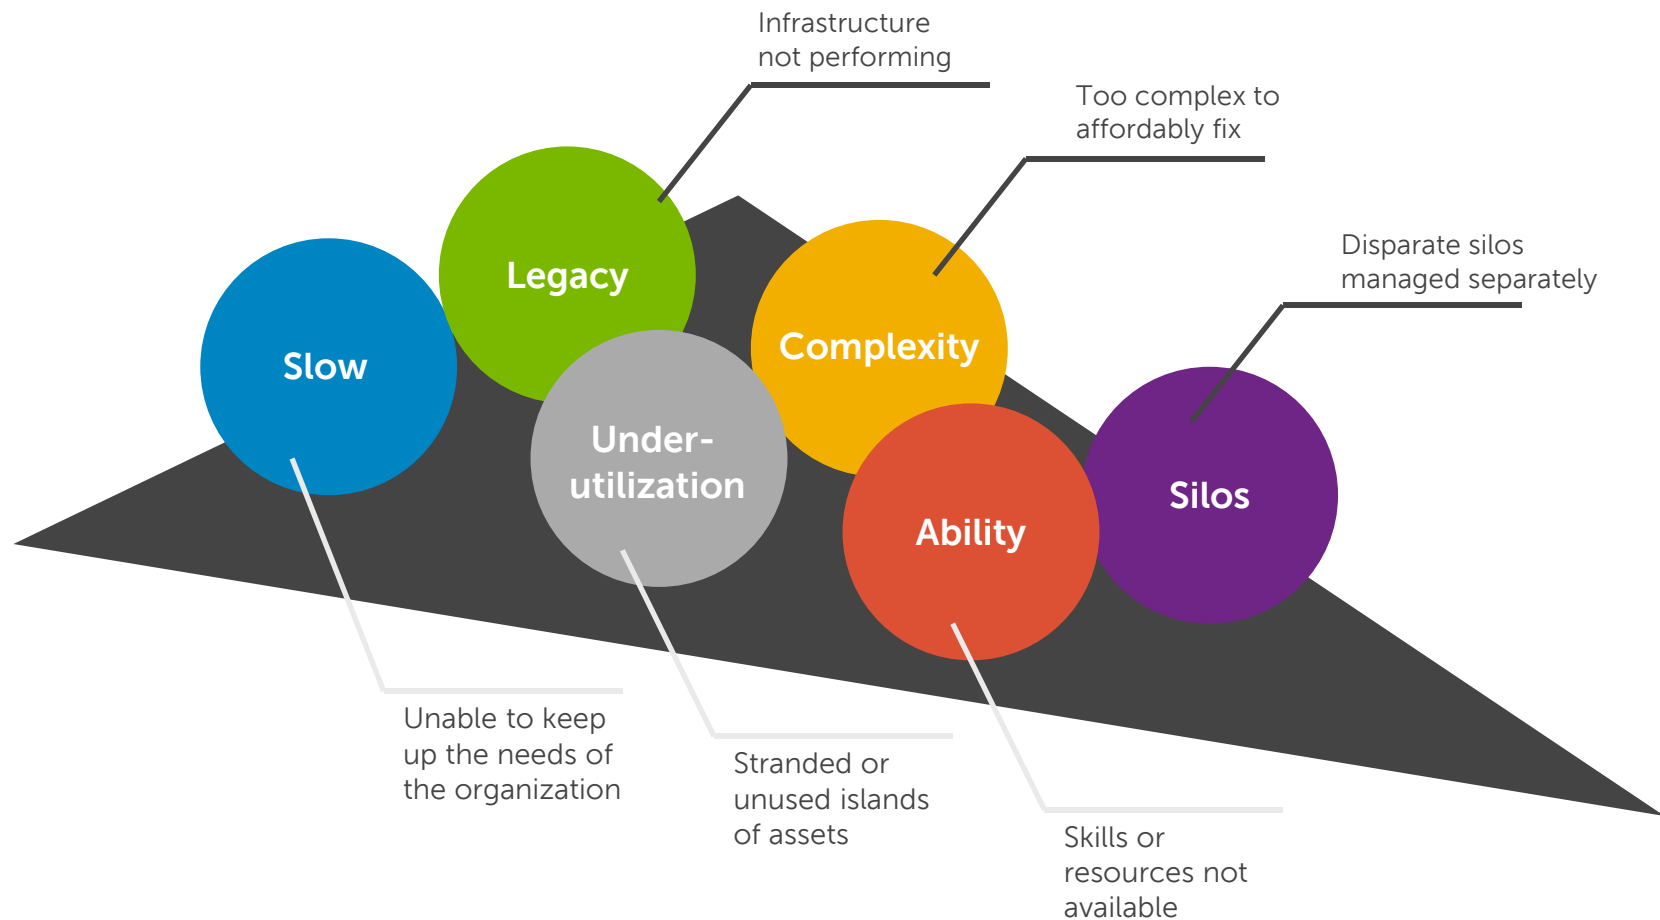 Infrastructure
not performing
Too complex to
affordably fix
Disparate silos
managed separately
Legacy
Complexity
Slow
Under-
utilization
Silos
Ability
Unable to keep
up the needs of
the organization
Stranded or
unused islands
of assets
Skills or
resources not
available